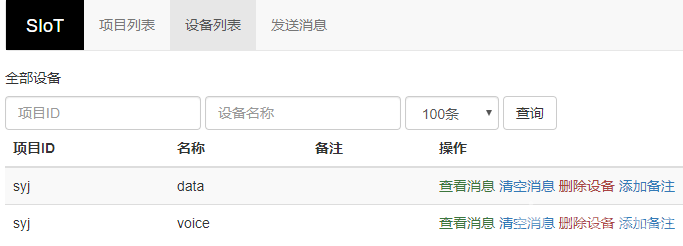 SIoT 项目列表 设备列表 发送消息
全部设备
项目ID 设备名称 100条 查询
项目ID 名称 备注 操作
syj data 查看消息 清空消息 删除设备 添加备注
syj voice 查看消息 清空消息 删除设备 添加备注